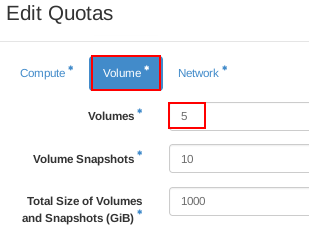 Edit Quotas
Compute * Volume * Network *
Volumes * 5
Volume Snapshots * 10
Total Size of Volumes 1000
and Snapshots (GiB) *